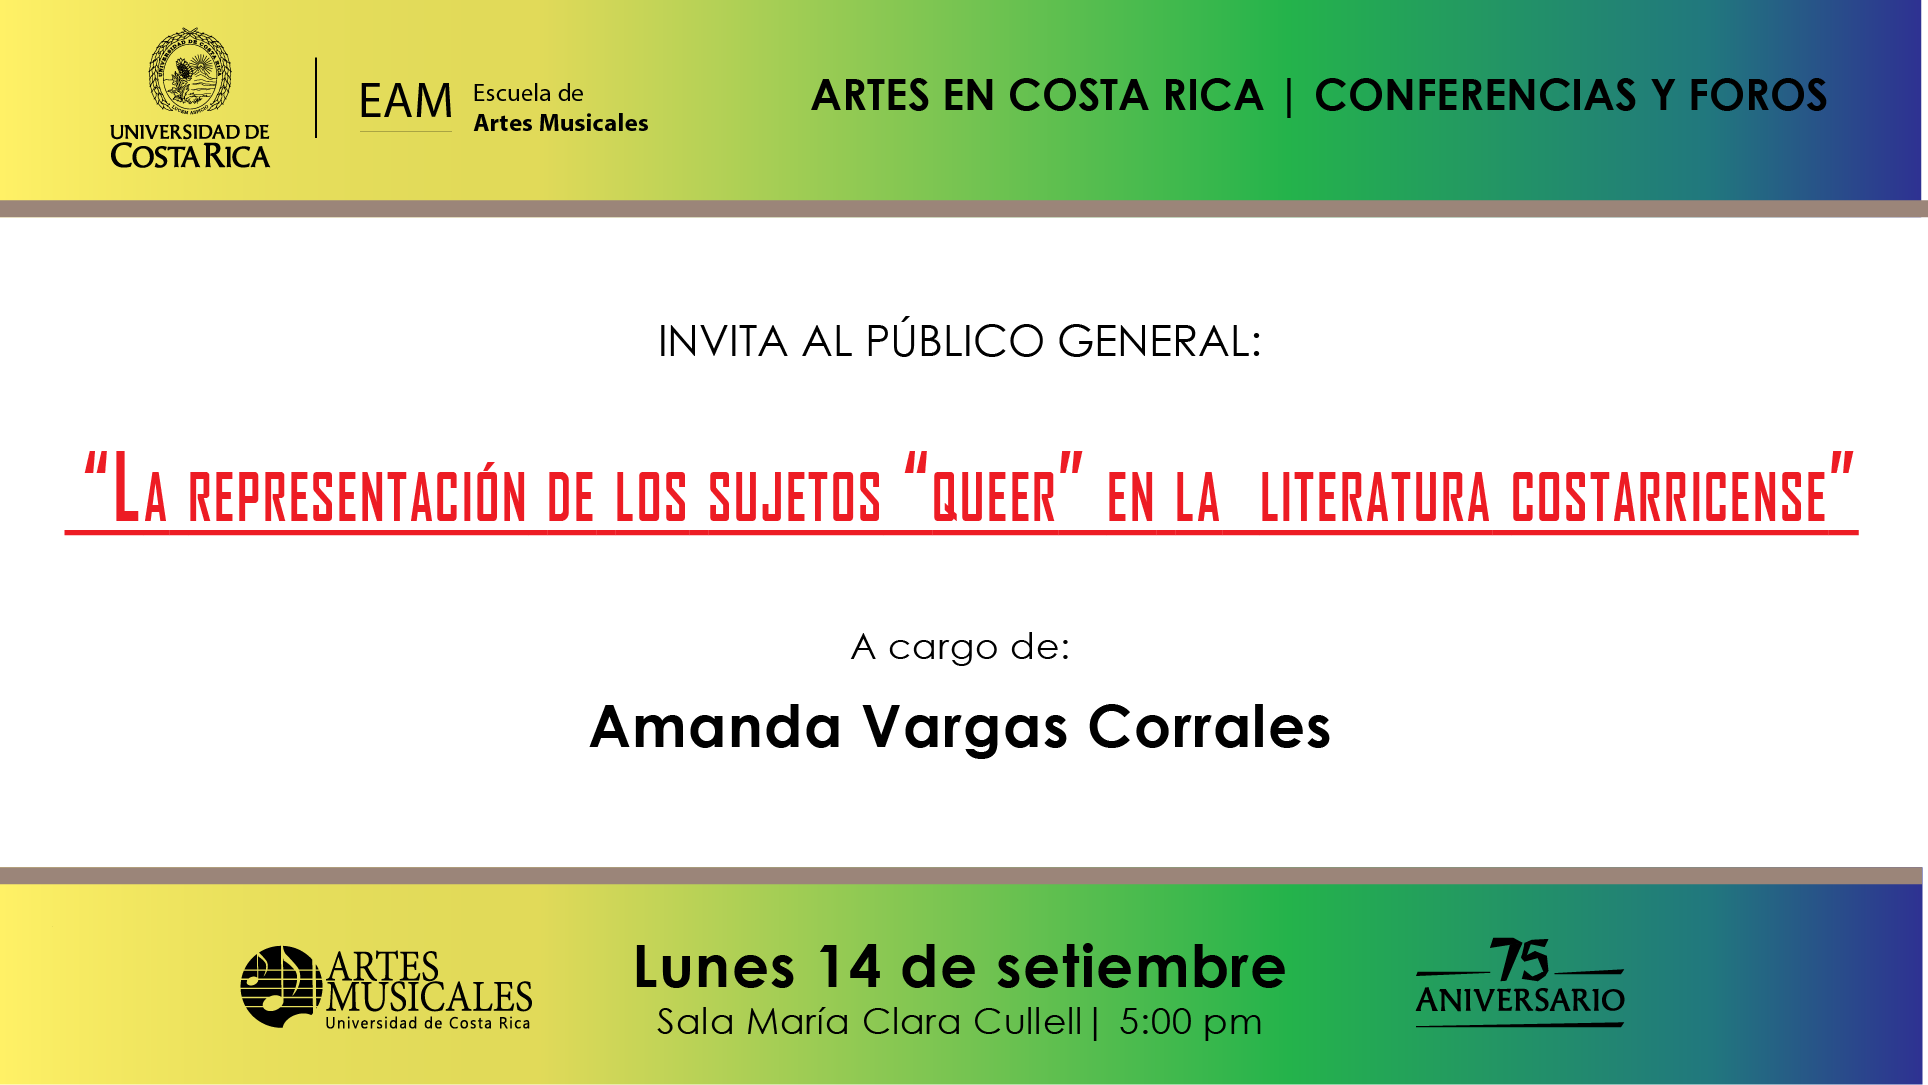 UNIVERSIDAD DE
COSTA RICA
EAM
Escuela de
Artes Musicales
ARTES EN COSTA RICA | CONFERENCIAS Y FOROS
INVITA AL PÚBLICO GENERAL:
“La representación de los sujetos “queer” en la literatura costarricense”
A cargo de:
Amanda Vargas Corrales
ARTES
MUSICALES
Universidad de Costa Rica
Lunes 14 de setiembre
Sala María Clara Cullell| 5:00 pm
75
ANIVERSARIO